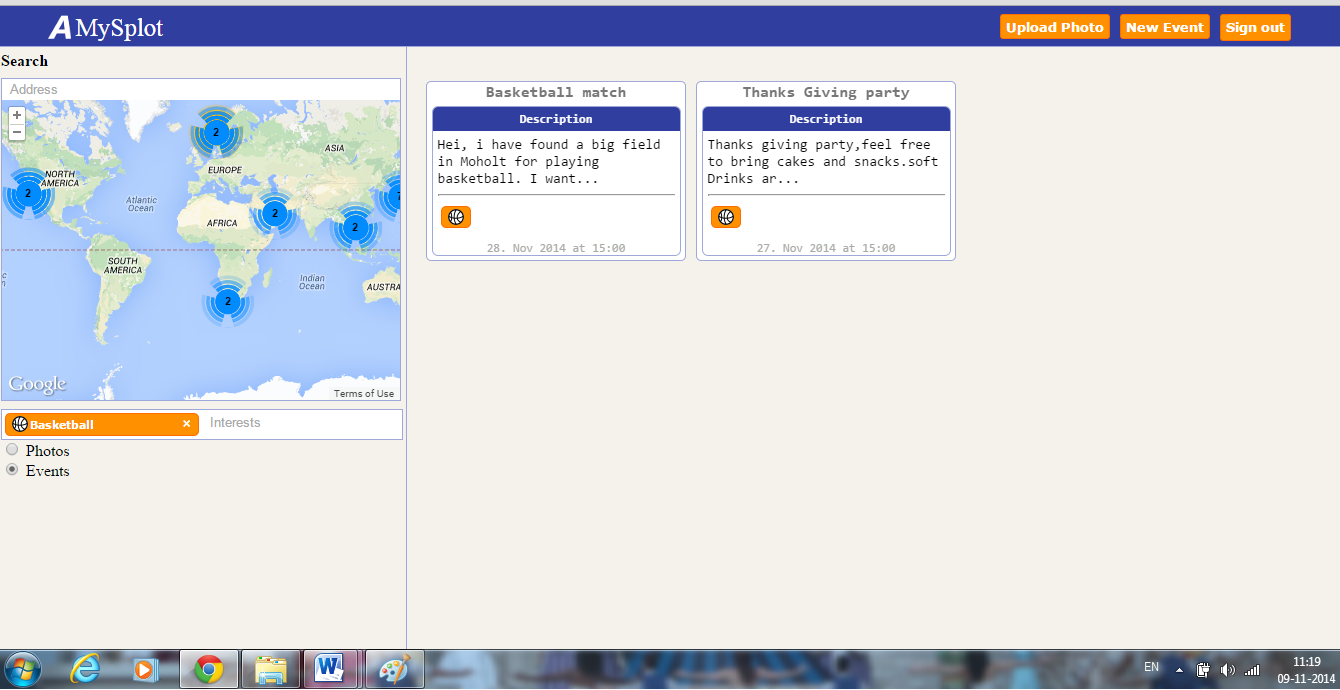 A MySplot
Upload Photo
New Event
Sign out
Search
Address
+
−
ASIA
EUROPE
NORTH
AMERICA
Atlantic
Ocean
AFRICA
SOUTH
AMERICA
Indian
Ocean
AUSTRA
2
2
2
2
2
Google
Terms of Use
Basketball ×
Interests
Photos
Events
Basketball match
Description
Hei, i have found a big field
in Moholt for playing
basketball. I want...
28. Nov 2014 at 15:00
Thanks Giving party
Description
Thanks giving party,feel free
to bring cakes and snacks.soft
Drinks ar...
27. Nov 2014 at 15:00
W
EN
11:19
09-11-2014